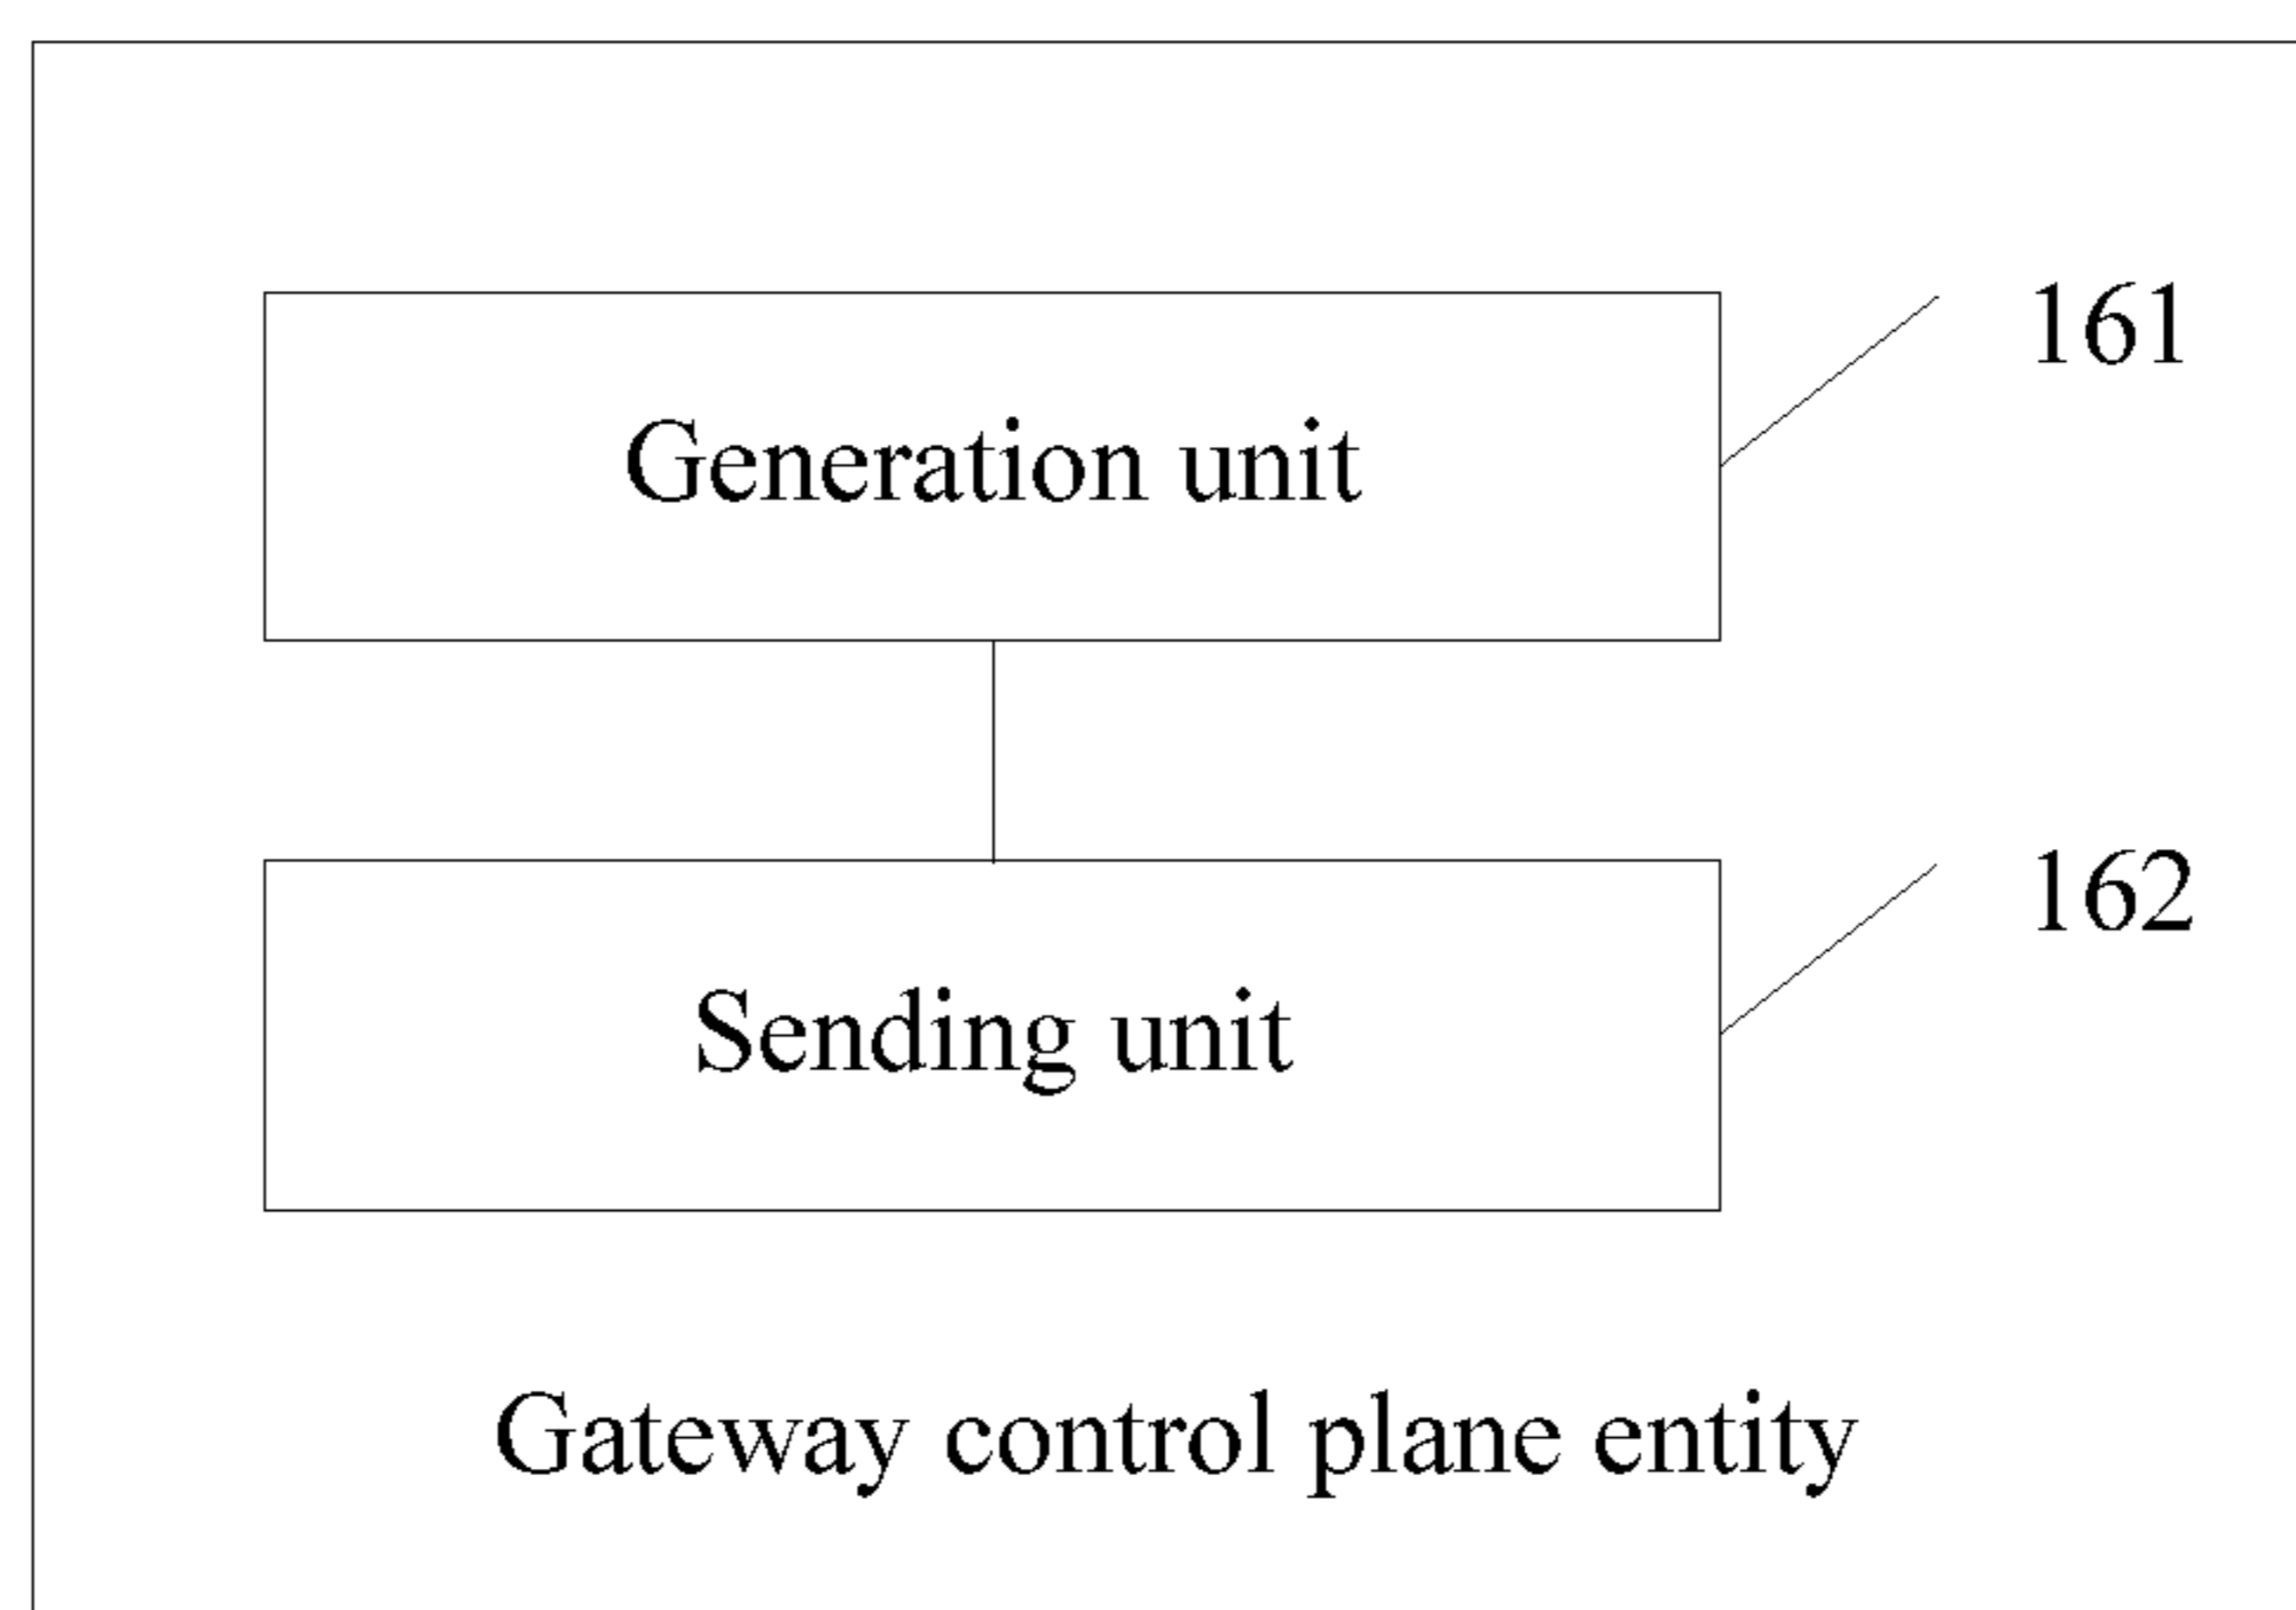 161
Generation unit
162
Sending unit
Gateway control plane entity